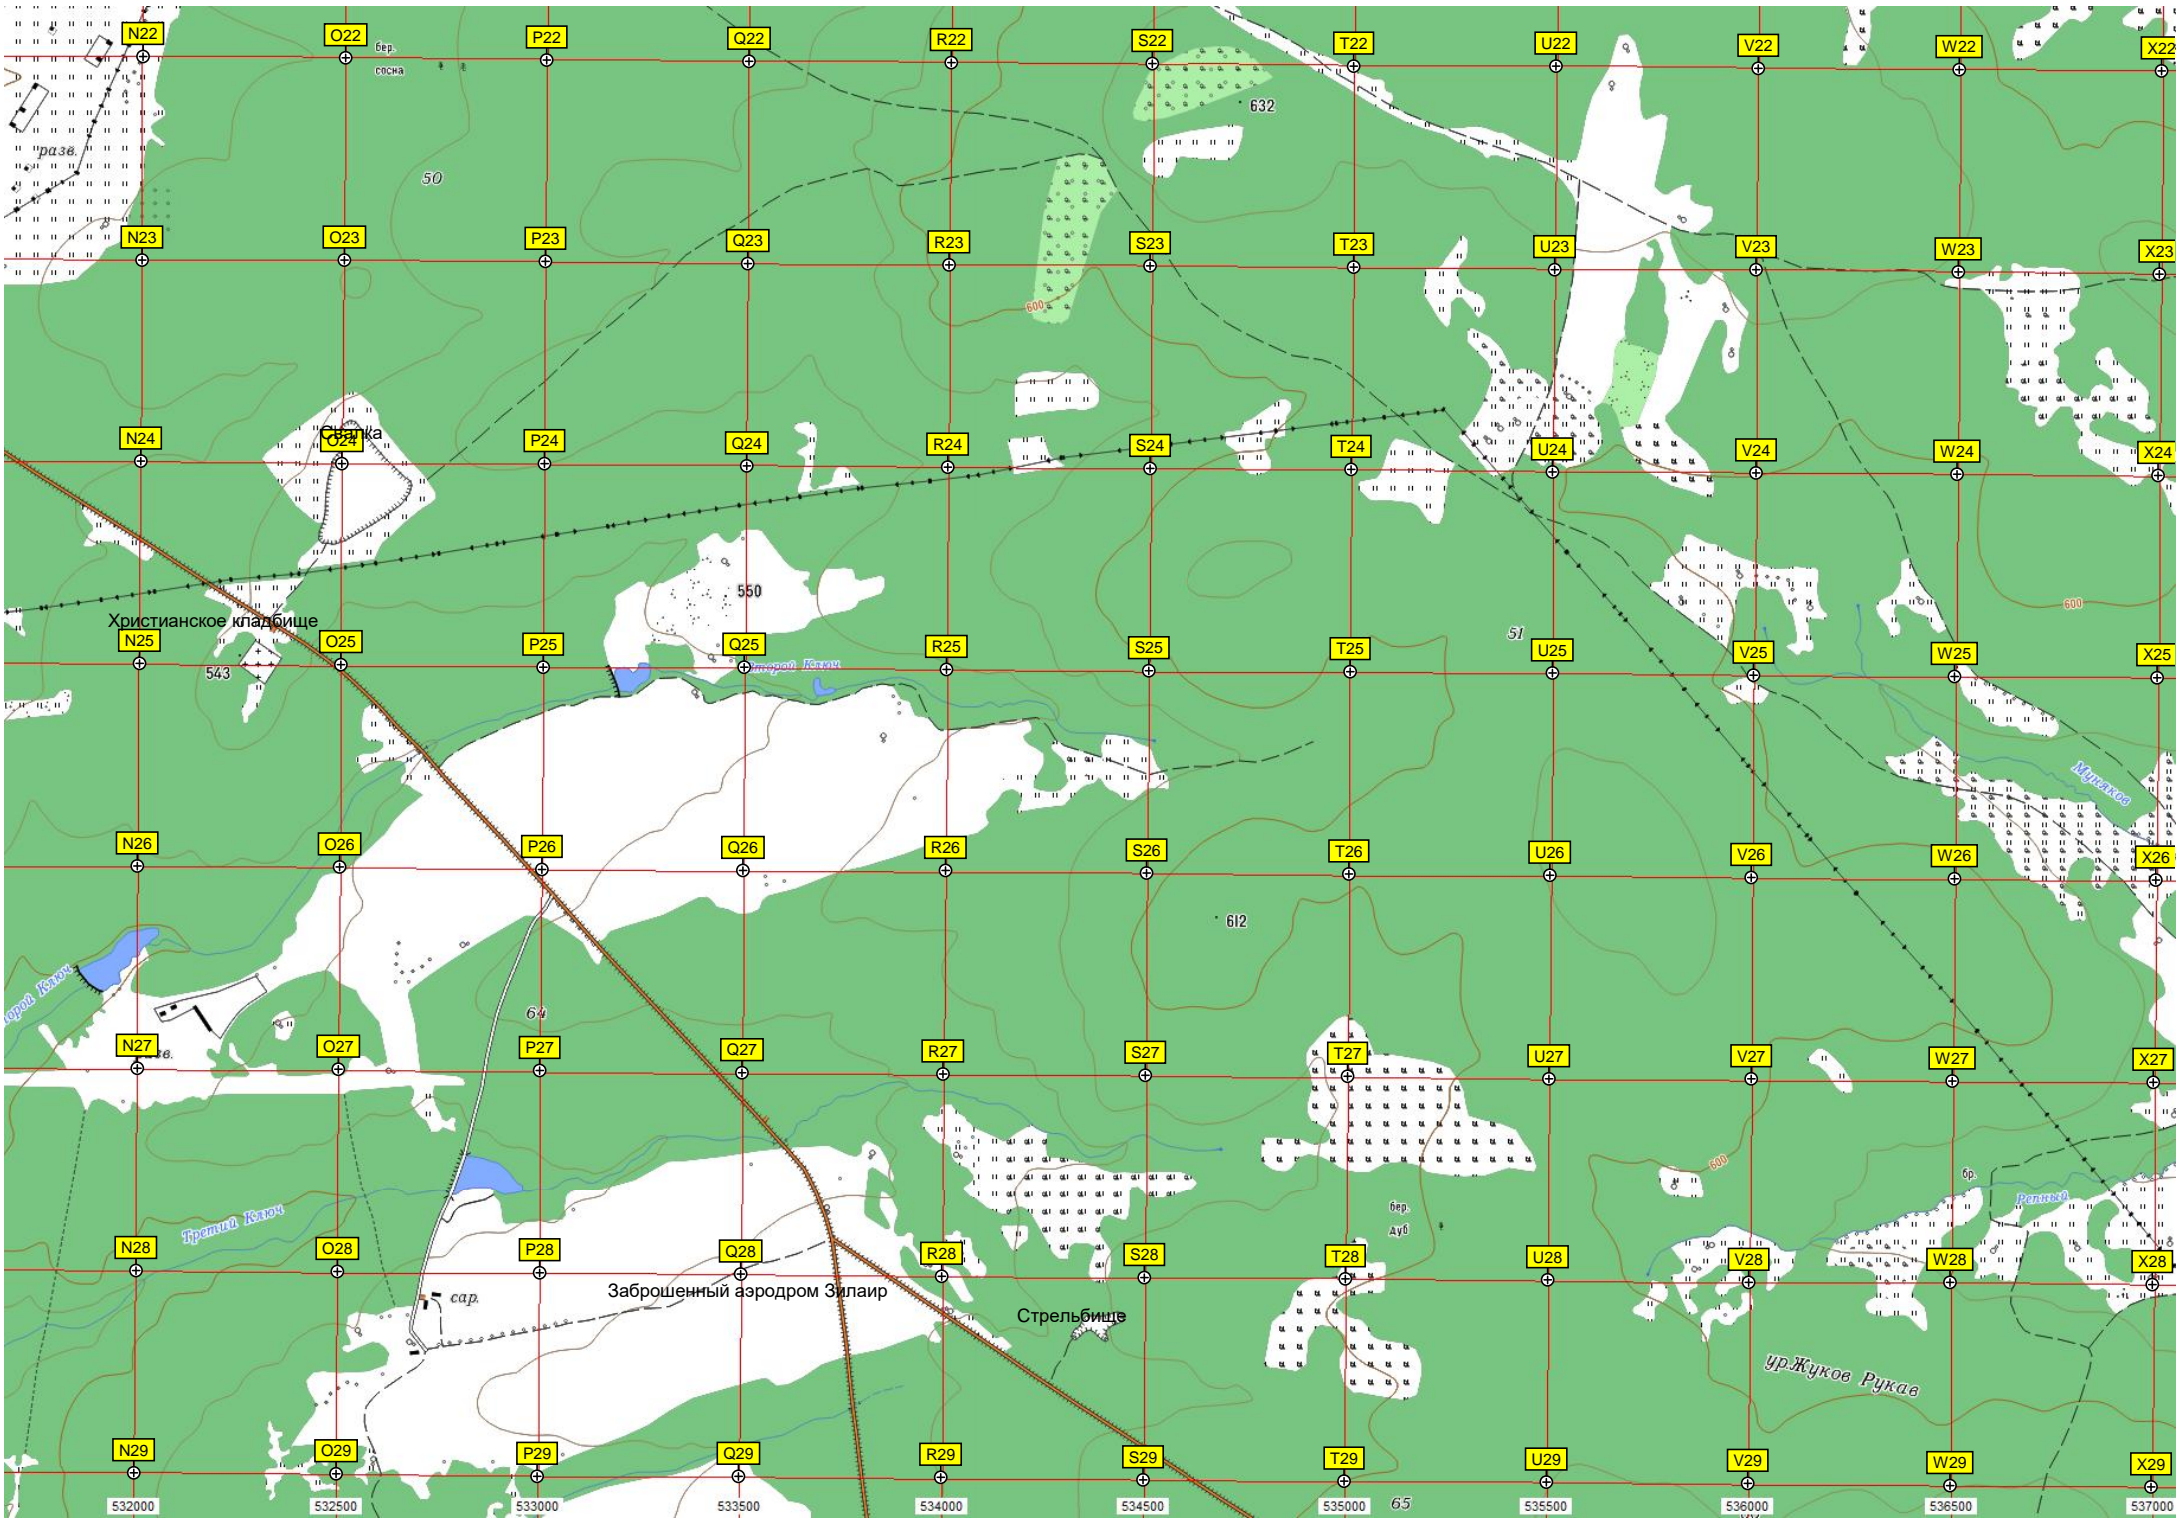 N22 O22 P22 Q22 R22 S22 T22 U22 V22 W22 X22
бер.
сосна
632
разв.
50
N23 O23 P23 Q23 R23 S23 T23 U23 V23 W23 X23
600
Свалка
N24 O24 P24 Q24 R24 S24 T24 U24 V24 W24 X24
550
600
Христианское кладбище
51
N25 O25 P25 Q25 R25 S25 T25 U25 V25 W25 X25
Второй Ключ
543
Муняков
N26 O26 P26 Q26 R26 S26 T26 U26 V26 W26 X26
612
Ключ
64
N27 O27 P27 Q27 R27 S27 T27 U27 V27 W27 X27
600
бр.
Репный
бер.
Дуб
Третий Ключ
N28 O28 P28 Q28 R28 S28 T28 U28 V28 W28 X28
Заброшенный аэродром Зилаир
сар.
Стрельбище
ур.Жуков Рукав
N29 O29 P29 Q29 R29 S29 T29 U29 V29 W29 X29
532000 532500 533000 533500 534000 534500 535000 65 535500 536000 536500 537000